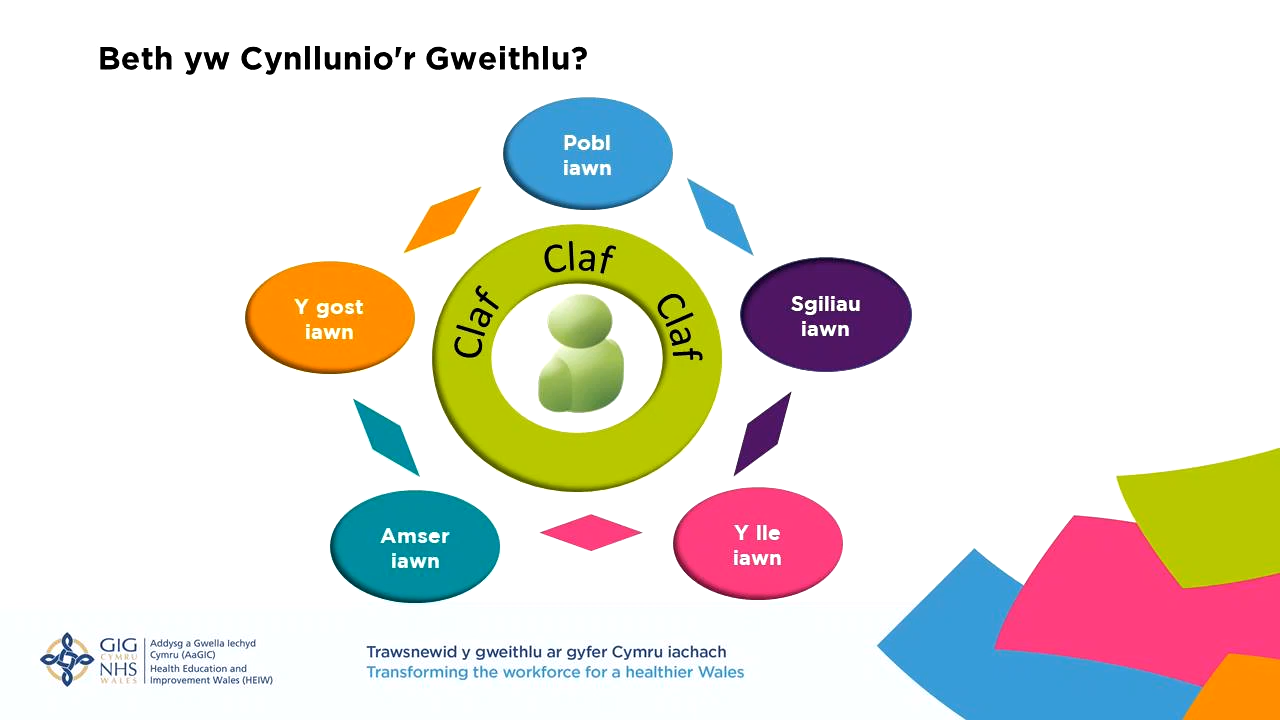 Beth yw Cynllunio'r Gweithlu?
Pobl
iawn
Claf
Claf
Claf
Y gost
iawn
Sgiliau
iawn
Amser
iawn
Y lle
iawn
GIG
CYMRU
NHS
WALES
Addysg a Gwella Iechyd
Cymru (AaGIC)
Health Education and
Improvement Wales (HEIW)
Trawsnewid y gweithlu ar gyfer Cymru iachach
Transforming the workforce for a healthier Wales